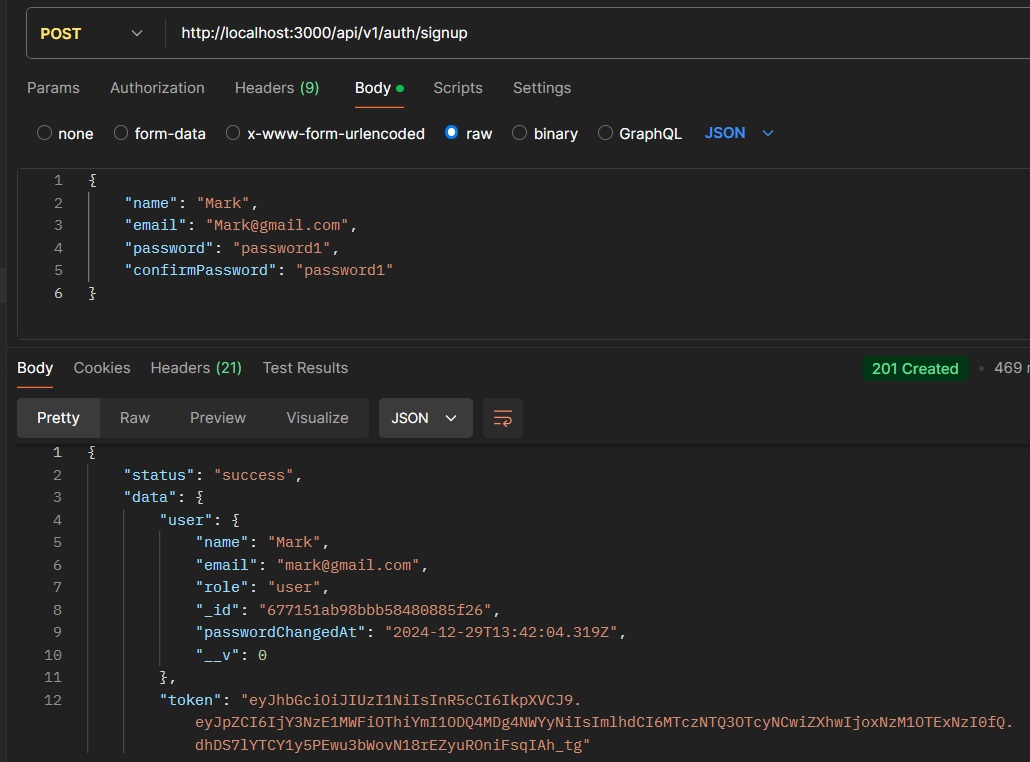 POST http://localhost:3000/api/v1/auth/signup
Params Authorization Headers (9) Body Scripts Settings
none form-data x-www-form-urlencoded raw binary GraphQL JSON
1 {
2 "name": "Mark",
3 "email": "Mark@gmail.com",
4 "password": "password1",
5 "confirmPassword": "password1"
6 }
Body Cookies Headers (21) Test Results 201 Created 469
Pretty Raw Preview Visualize JSON
1 {
2 "status": "success",
3 "data": {
4 "user": {
5 "name": "Mark",
6 "email": "mark@gmail.com",
7 "role": "user",
8 "_id": "677151ab98bbb58480885f26",
9 "passwordChangedAt": "2024-12-29T13:42:04.319Z",
10 "__v": 0
11 },
12 "token": "eyJhbGciOiJIUzI1NiIsInR5cCI6IkpXVCJ9.
eyJpZCI6IjY3NzE1MWFiOThiYmI1ODQ4MDg4NWYyNiIsImlhdCI6MTczNTQ3OTcyNCwiZXhwIjoxNzM1OTExNzI0fQ.
dhDS7lYTCY1y5PEwu3bWovN18rEZyuROniFsqIAh_tg"